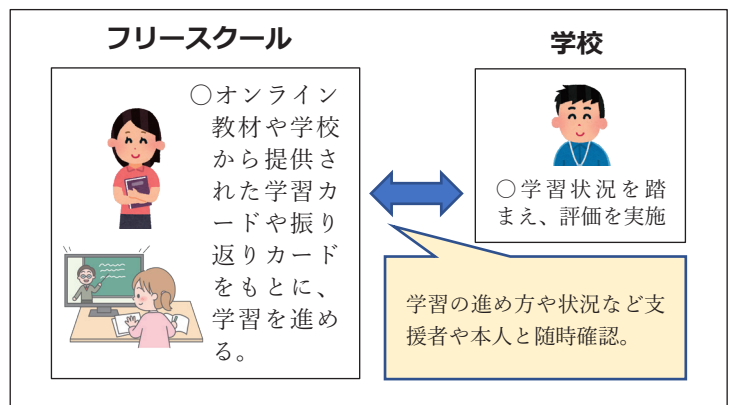 フリースクール
○オンライン
教材や学校
から提供さ
れた学習カ
ードや振り
返りカード
をもとに、
学習を進め
る。
学校
○学習状況を踏
まえ、評価を実施
学習の進め方や状況など支
援者や本人と随時確認。